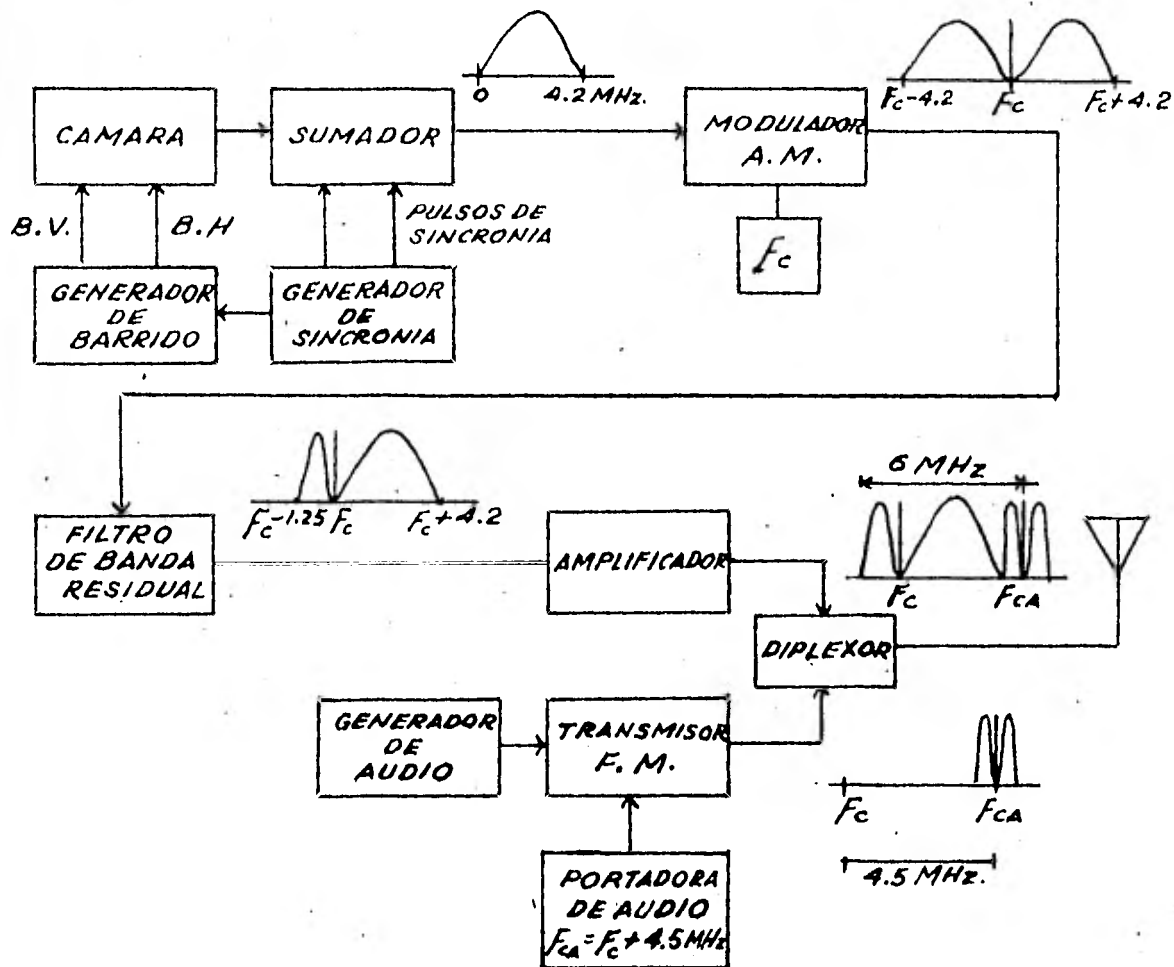 0
4.2 MHz.
Fc-4.2
Fc
Fc+4.2
CAMARA
SUMADOR
MODULADOR
A. M.
B.V.
B.H
PULSOS DE
SINCRONIA
Fc
GENERADOR
DE
BARRIDO
GENERADOR
DE
SINCRONIA
Fc-1.25
Fc
Fc+4.2
6 MHz
FILTRO
DE BANDA
RESIDUAL
AMPLIFICADOR
Fc
FCA
DIPLEXOR
GENERADOR
DE
AUDIO
TRANSMISOR
F. M.
Fc
FCA
4.5 MHz.
PORTADORA
DE AUDIO
FCA = Fc + 4.5 MHz